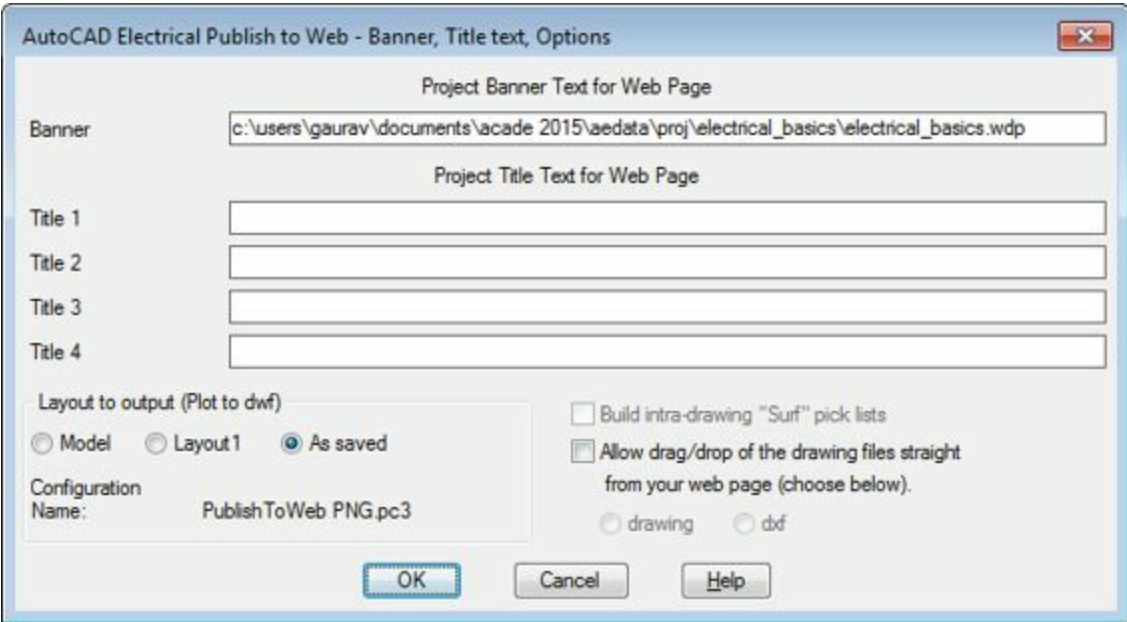 AutoCAD Electrical Publish to Web - Banner, Title text, Options
Project Banner Text for Web Page
Banner c:\users\gaurav\documents\acade 2015\aedata\proj\electrical_basics\electrical_basics.wdp
Project Title Text for Web Page
Title 1
Title 2
Title 3
Title 4
Layout to output (Plot to dwf)
Model Layout1 As saved
Configuration
Name: PublishToWeb PNG.pc3
Build intra-drawing "Surf" pick lists
Allow drag/drop of the drawing files straight
from your web page (choose below).
drawing dxf
OK Cancel Help